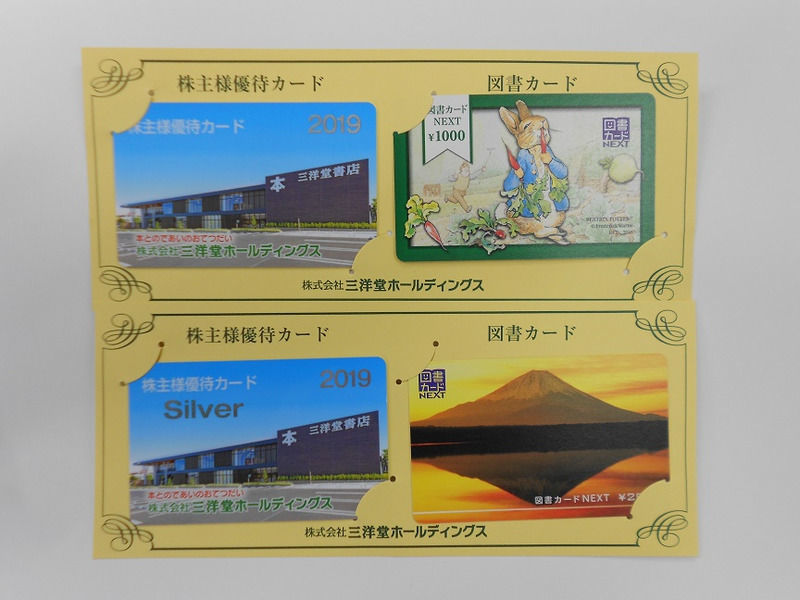 株主様優待カード
図書カード
株主様優待カード
2019
本
三洋堂書店
本とのであいのおてつだい
株式会社三洋堂ホールディングス
図書カード
NEXT
¥1000
図書
カード
NEXT
BEATRIX POTTER
株式会社三洋堂ホールディングス
株主様優待カード
図書カード
株主様優待カード
2019
Silver
本
三洋堂書店
本とのであいのおてつだい
株式会社三洋堂ホールディングス
図書
カード
NEXT
図書カードNEXT
株式会社三洋堂ホールディングス